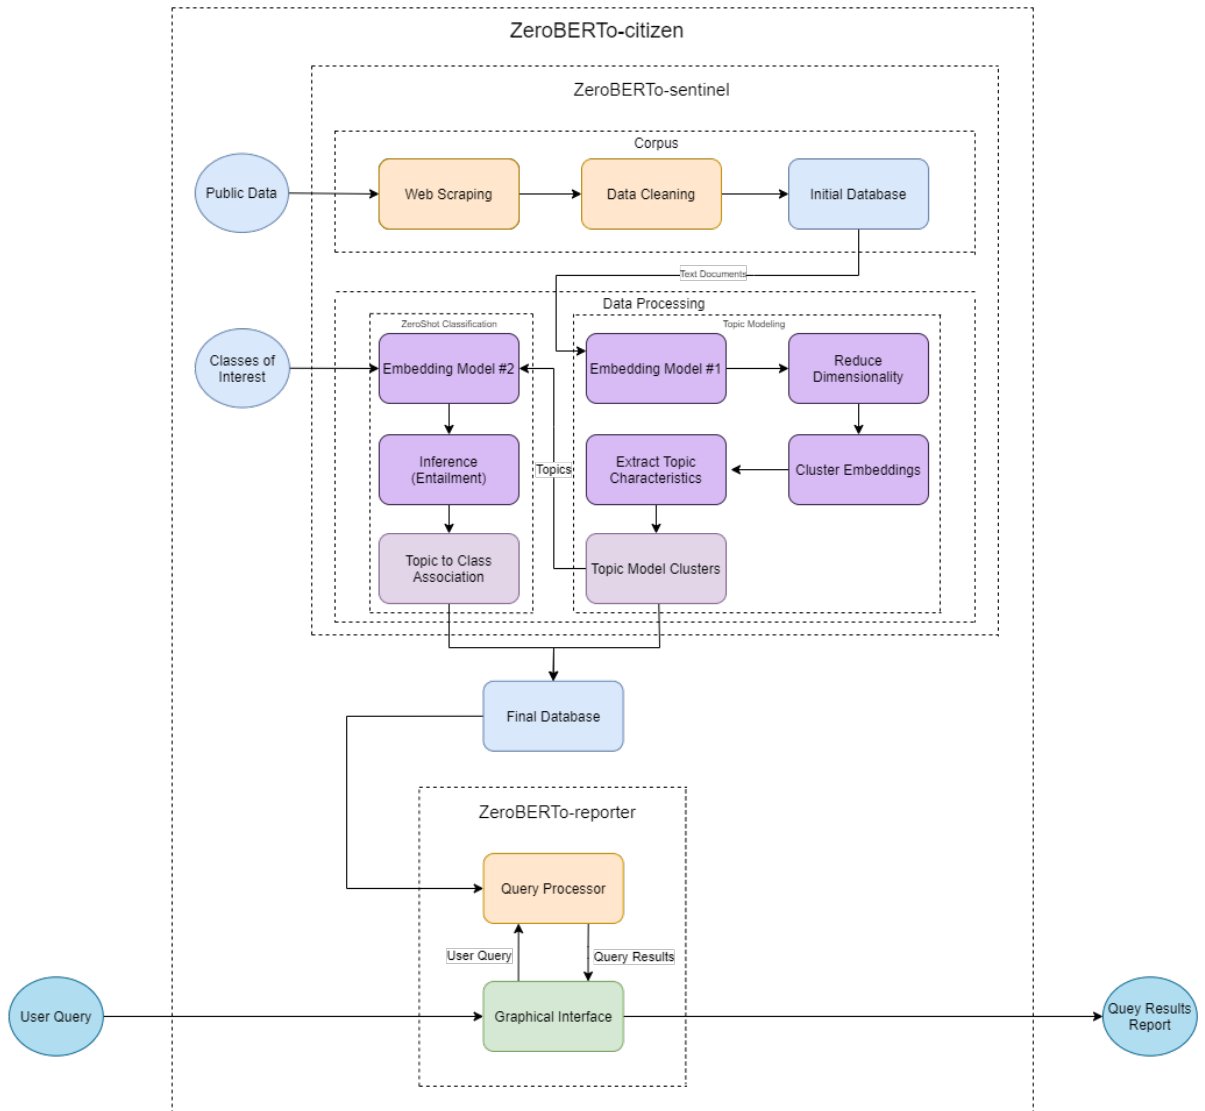 ZeroBERTo-citizen
ZeroBERTo-sentinel
Corpus
Public Data
Web Scraping
Data Cleaning
Initial Database
Text Documents
Data Processing
ZeroShot Classification
Topic Modeling
Classes of
Interest
Embedding Model #2
Embedding Model #1
Reduce
Dimensionality
Inference
(Entailment)
Topics
Extract Topic
Characteristics
Cluster Embeddings
Topic to Class
Association
Topic Model Clusters
Final Database
ZeroBERTo-reporter
Query Processor
User Query
Query Results
User Query
Graphical Interface
Quey Results
Report